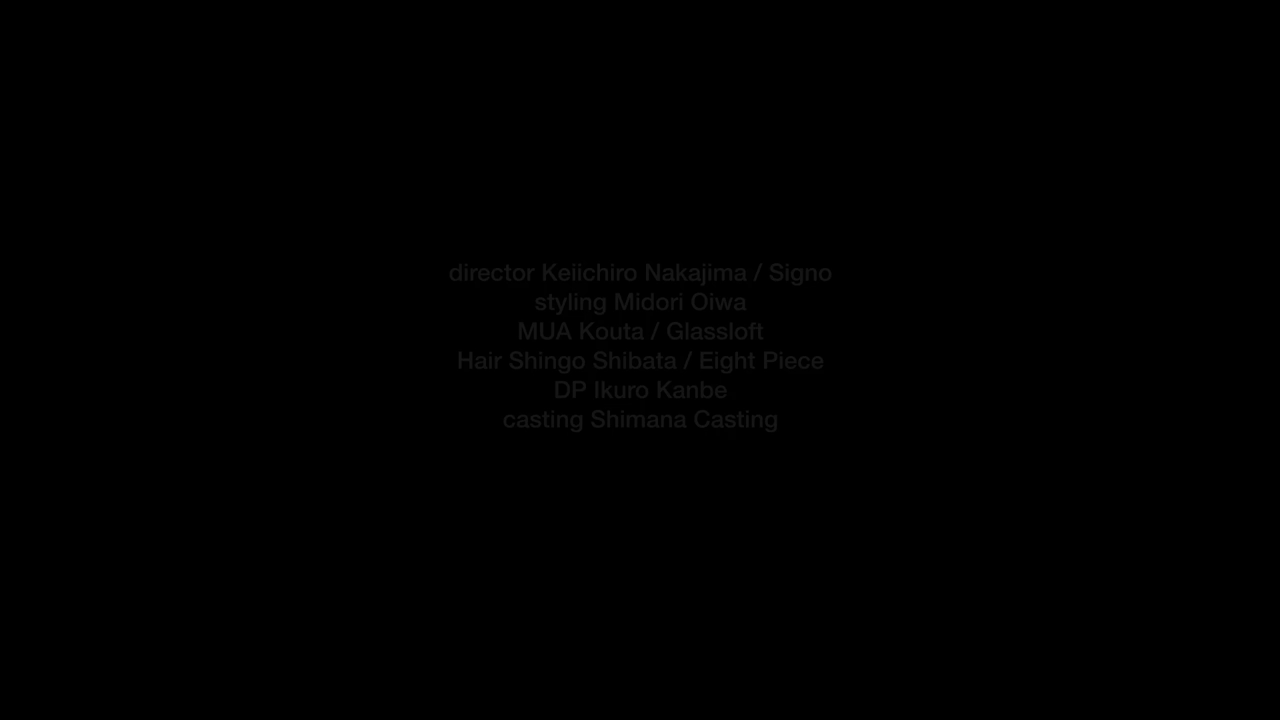 director Keiichiro Nakajima / Signo
styling Midori Oiwa
MUA Kouta / Glassloft
Hair Shingo Shibata / Eight Piece
DP Ikuro Kanbe
casting Shimana Casting